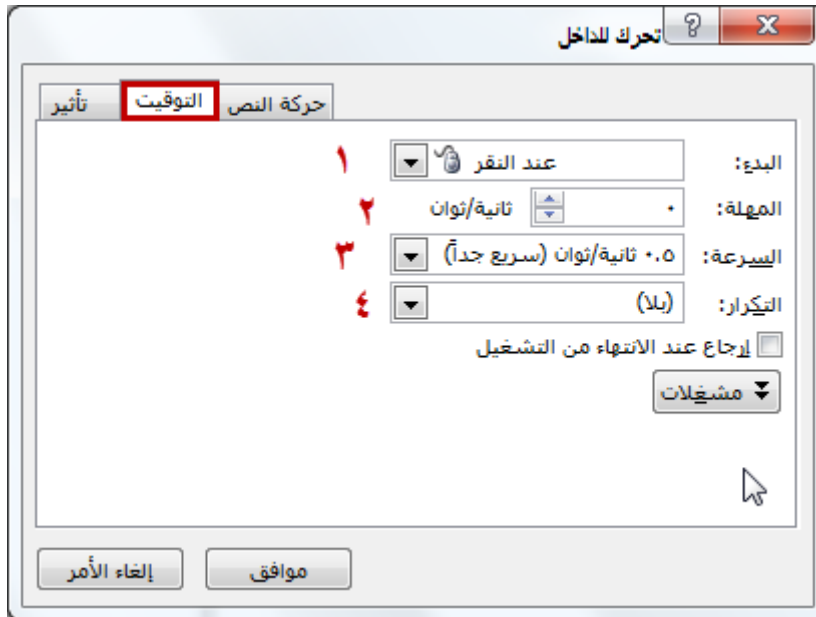 تحرك للداخل
تأثير التوقيت حركة النص
البدء: عند النقر ١
المهلة: ٠ ثانية/ثوان ٢
السرعة: ٠.٥ ثانية/ثوان (سريع جداً) ٣
التكرار: (بلا) ٤
إرجاع عند الانتهاء من التشغيل
مشغلات
موافق إلغاء الأمر